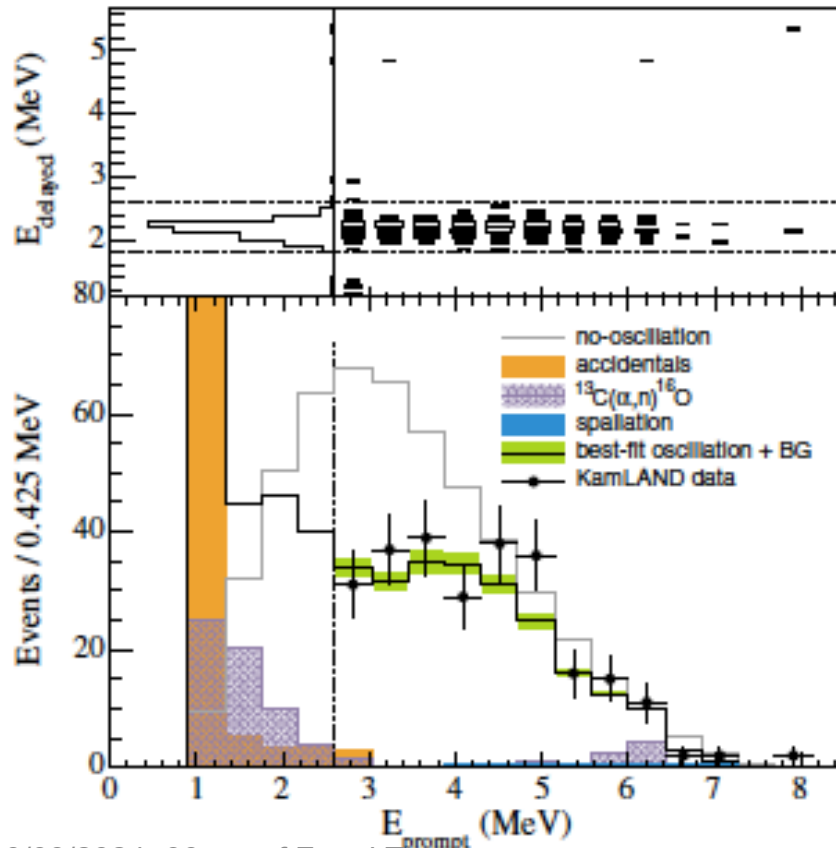 E_delayed (MeV)
5
4
3
2
80
60
40
20
0
Events / 0.425 MeV
no-oscillation
accidentals
¹³C(α,n)¹⁶O
spallation
best-fit oscillation + BG
KamLAND data
0 1 2 3 4 5 6 7 8
E_prompt (MeV)